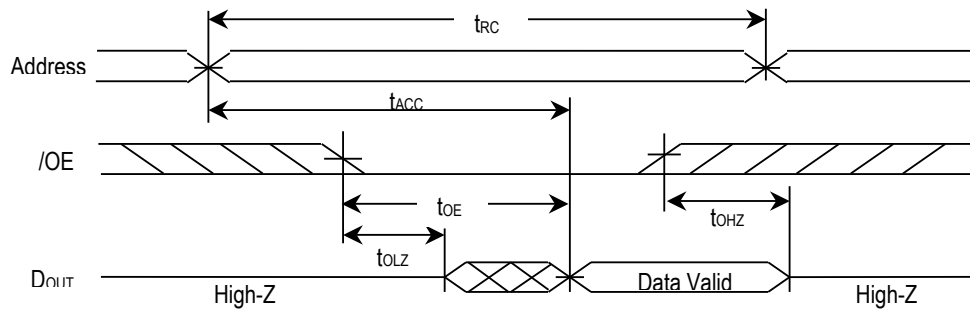 tRC
Address
tACC
/OE
tOE
tOHZ
tOLZ
DOUT
High-Z
Data Valid
High-Z